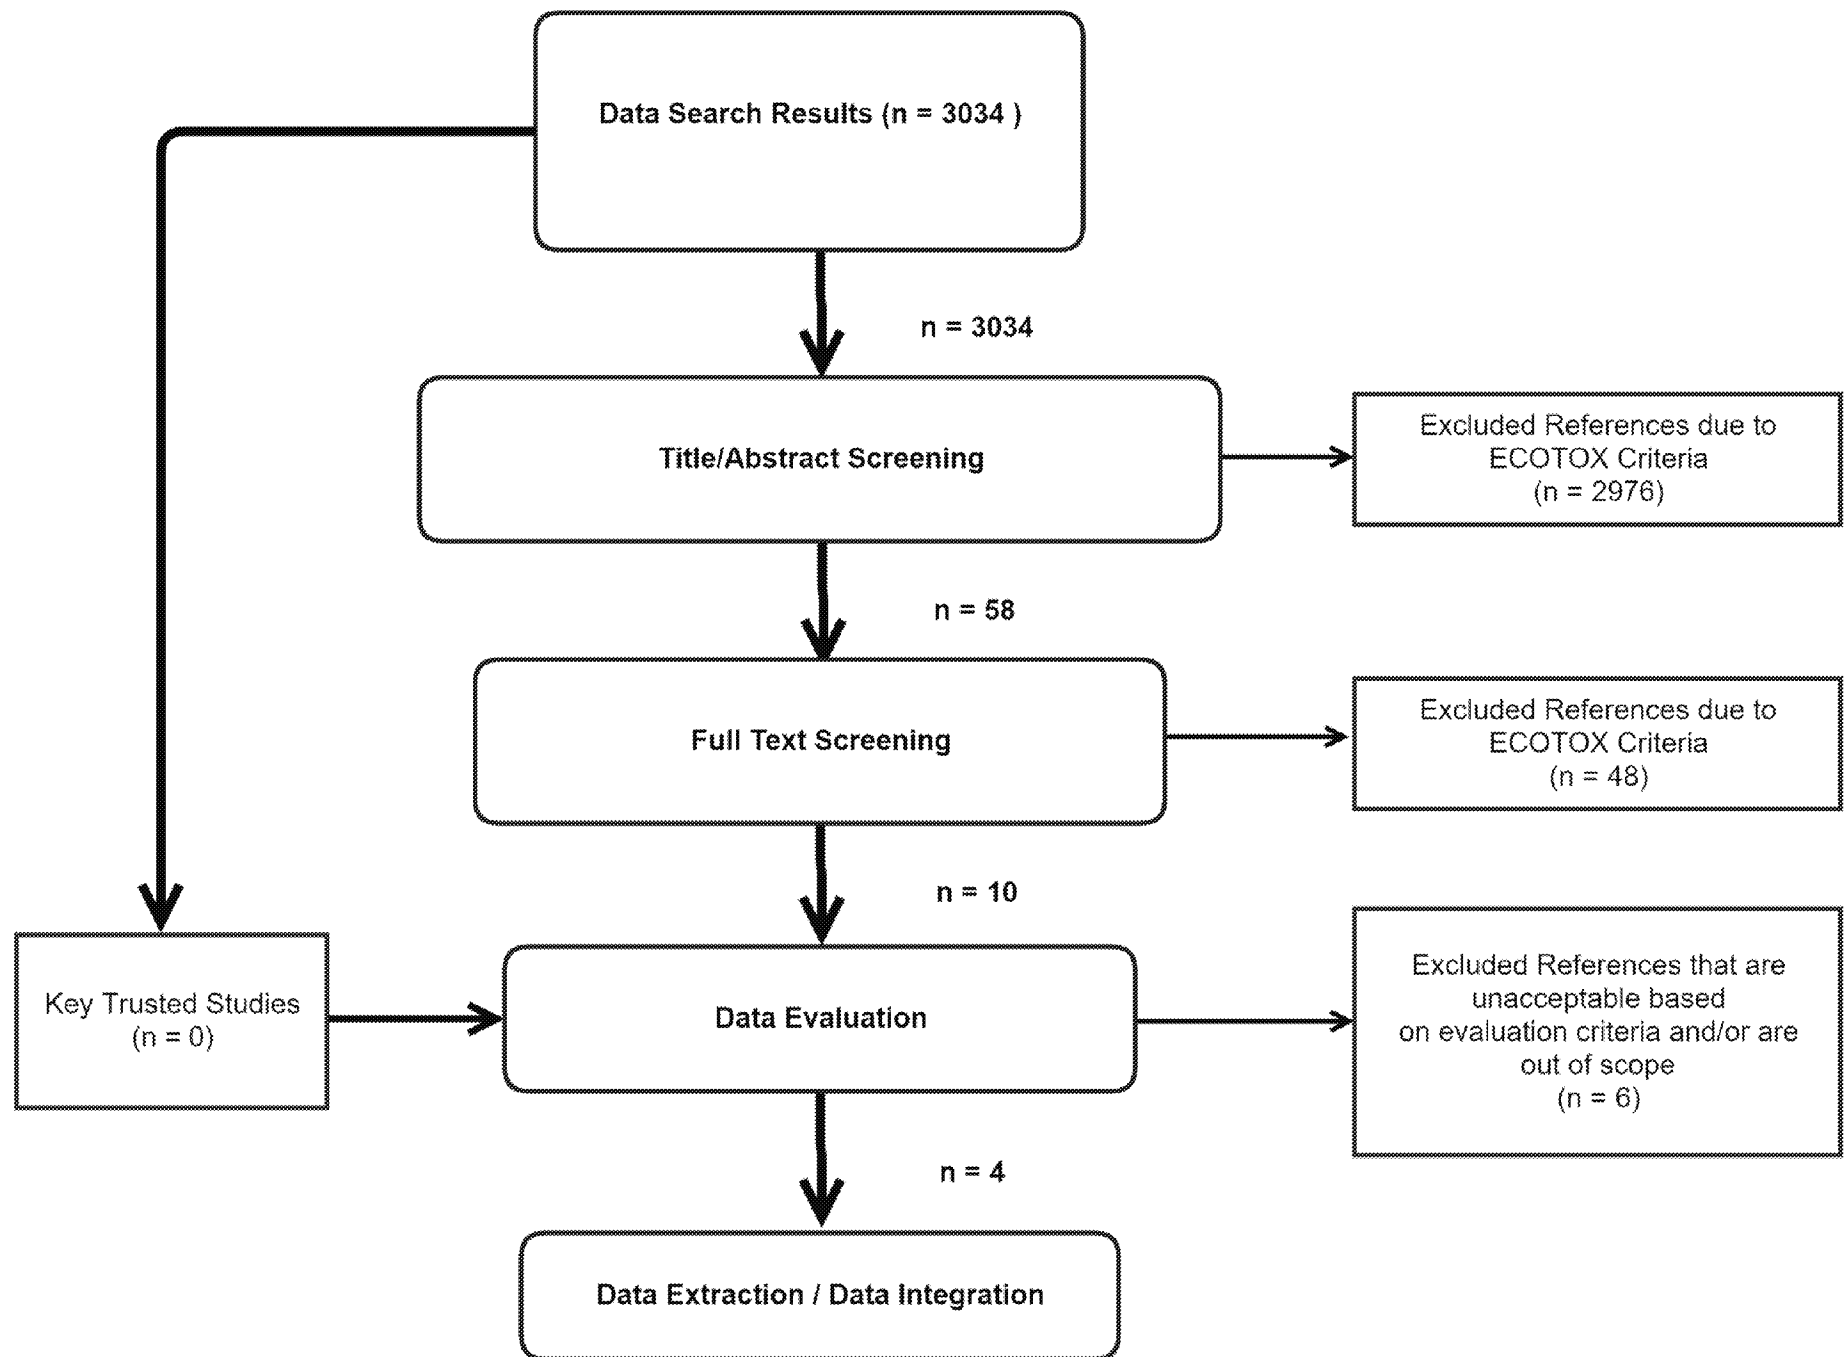 Data Search Results (n = 3034 )
n = 3034
Title/Abstract Screening
Excluded References due to
ECOTOX Criteria
(n = 2976)
n = 58
Full Text Screening
Excluded References due to
ECOTOX Criteria
(n = 48)
n = 10
Key Trusted Studies
(n = 0)
Data Evaluation
Excluded References that are
unacceptable based
on evaluation criteria and/or are
out of scope
(n = 6)
n = 4
Data Extraction / Data Integration